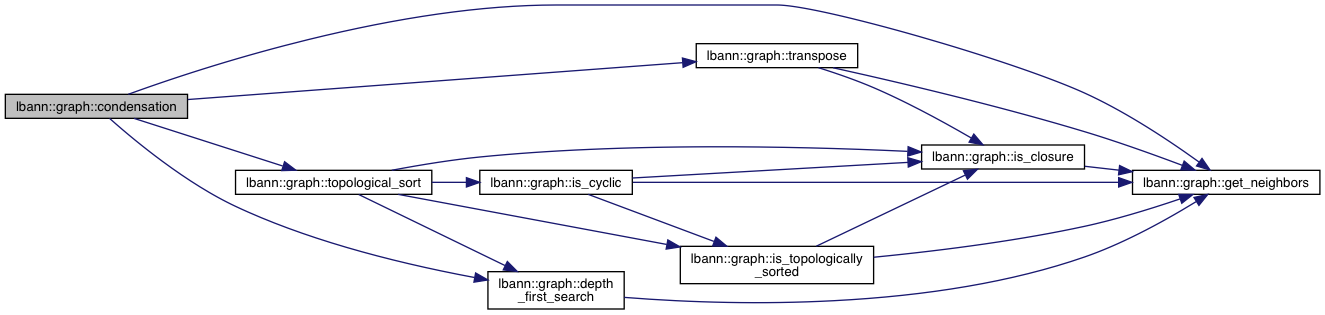 lbann::graph::condensation
lbann::graph::transpose
lbann::graph::topological_sort
lbann::graph::is_cyclic
lbann::graph::depth
_first_search
lbann::graph::is_topologically
_sorted
lbann::graph::is_closure
lbann::graph::get_neighbors